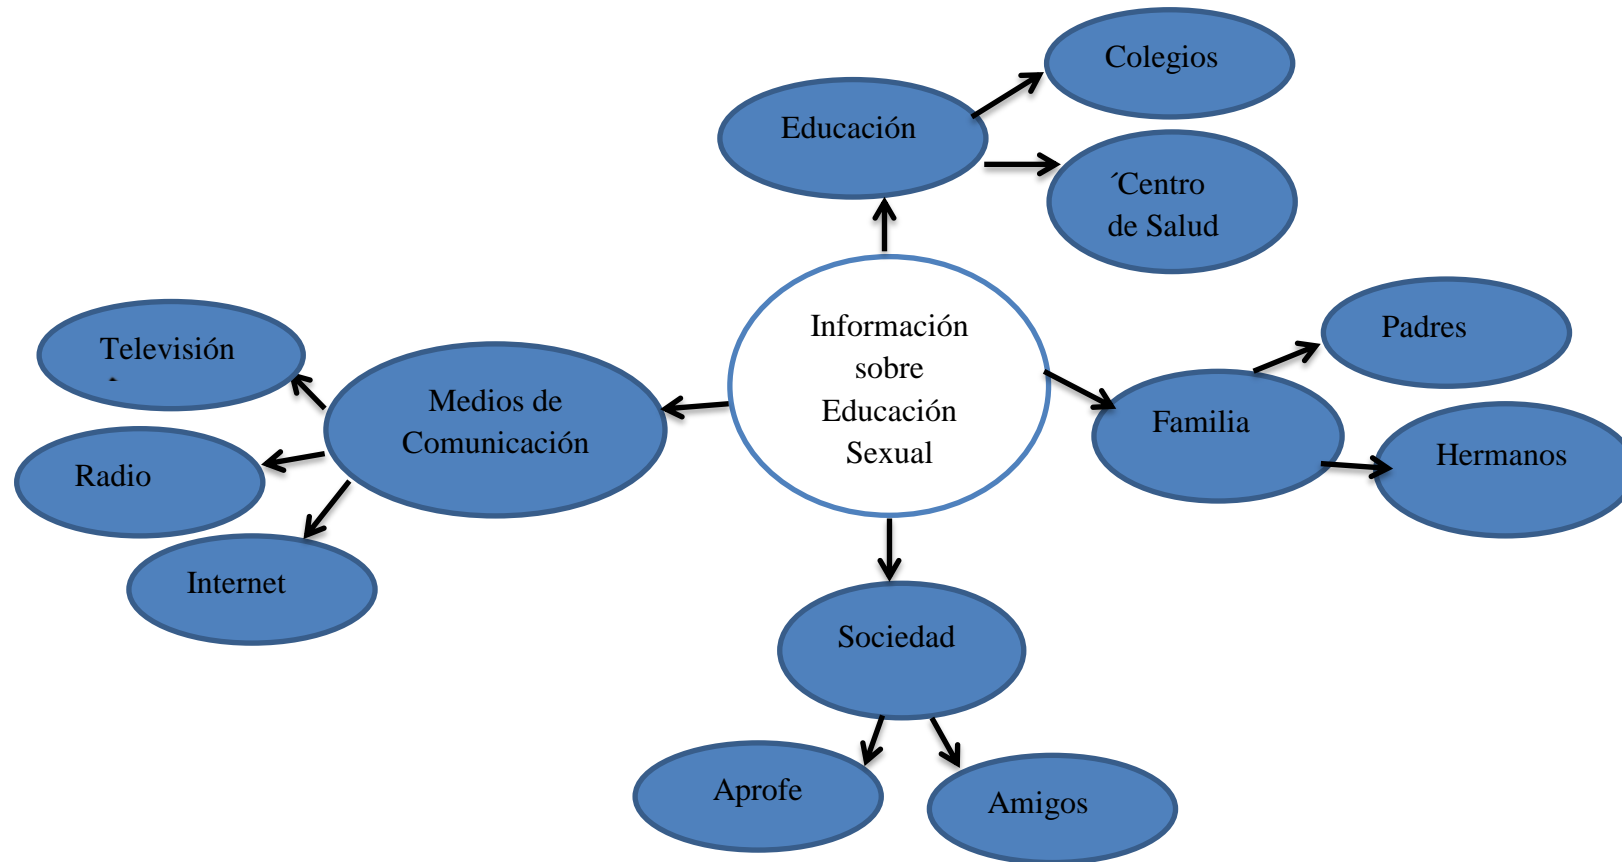 Colegios
Educación
´Centro
de Salud
Información
sobre
Educación
Sexual
Padres
Familia
Hermanos
Televisión
Medios de
Comunicación
Radio
Internet
Sociedad
Aprofe
Amigos